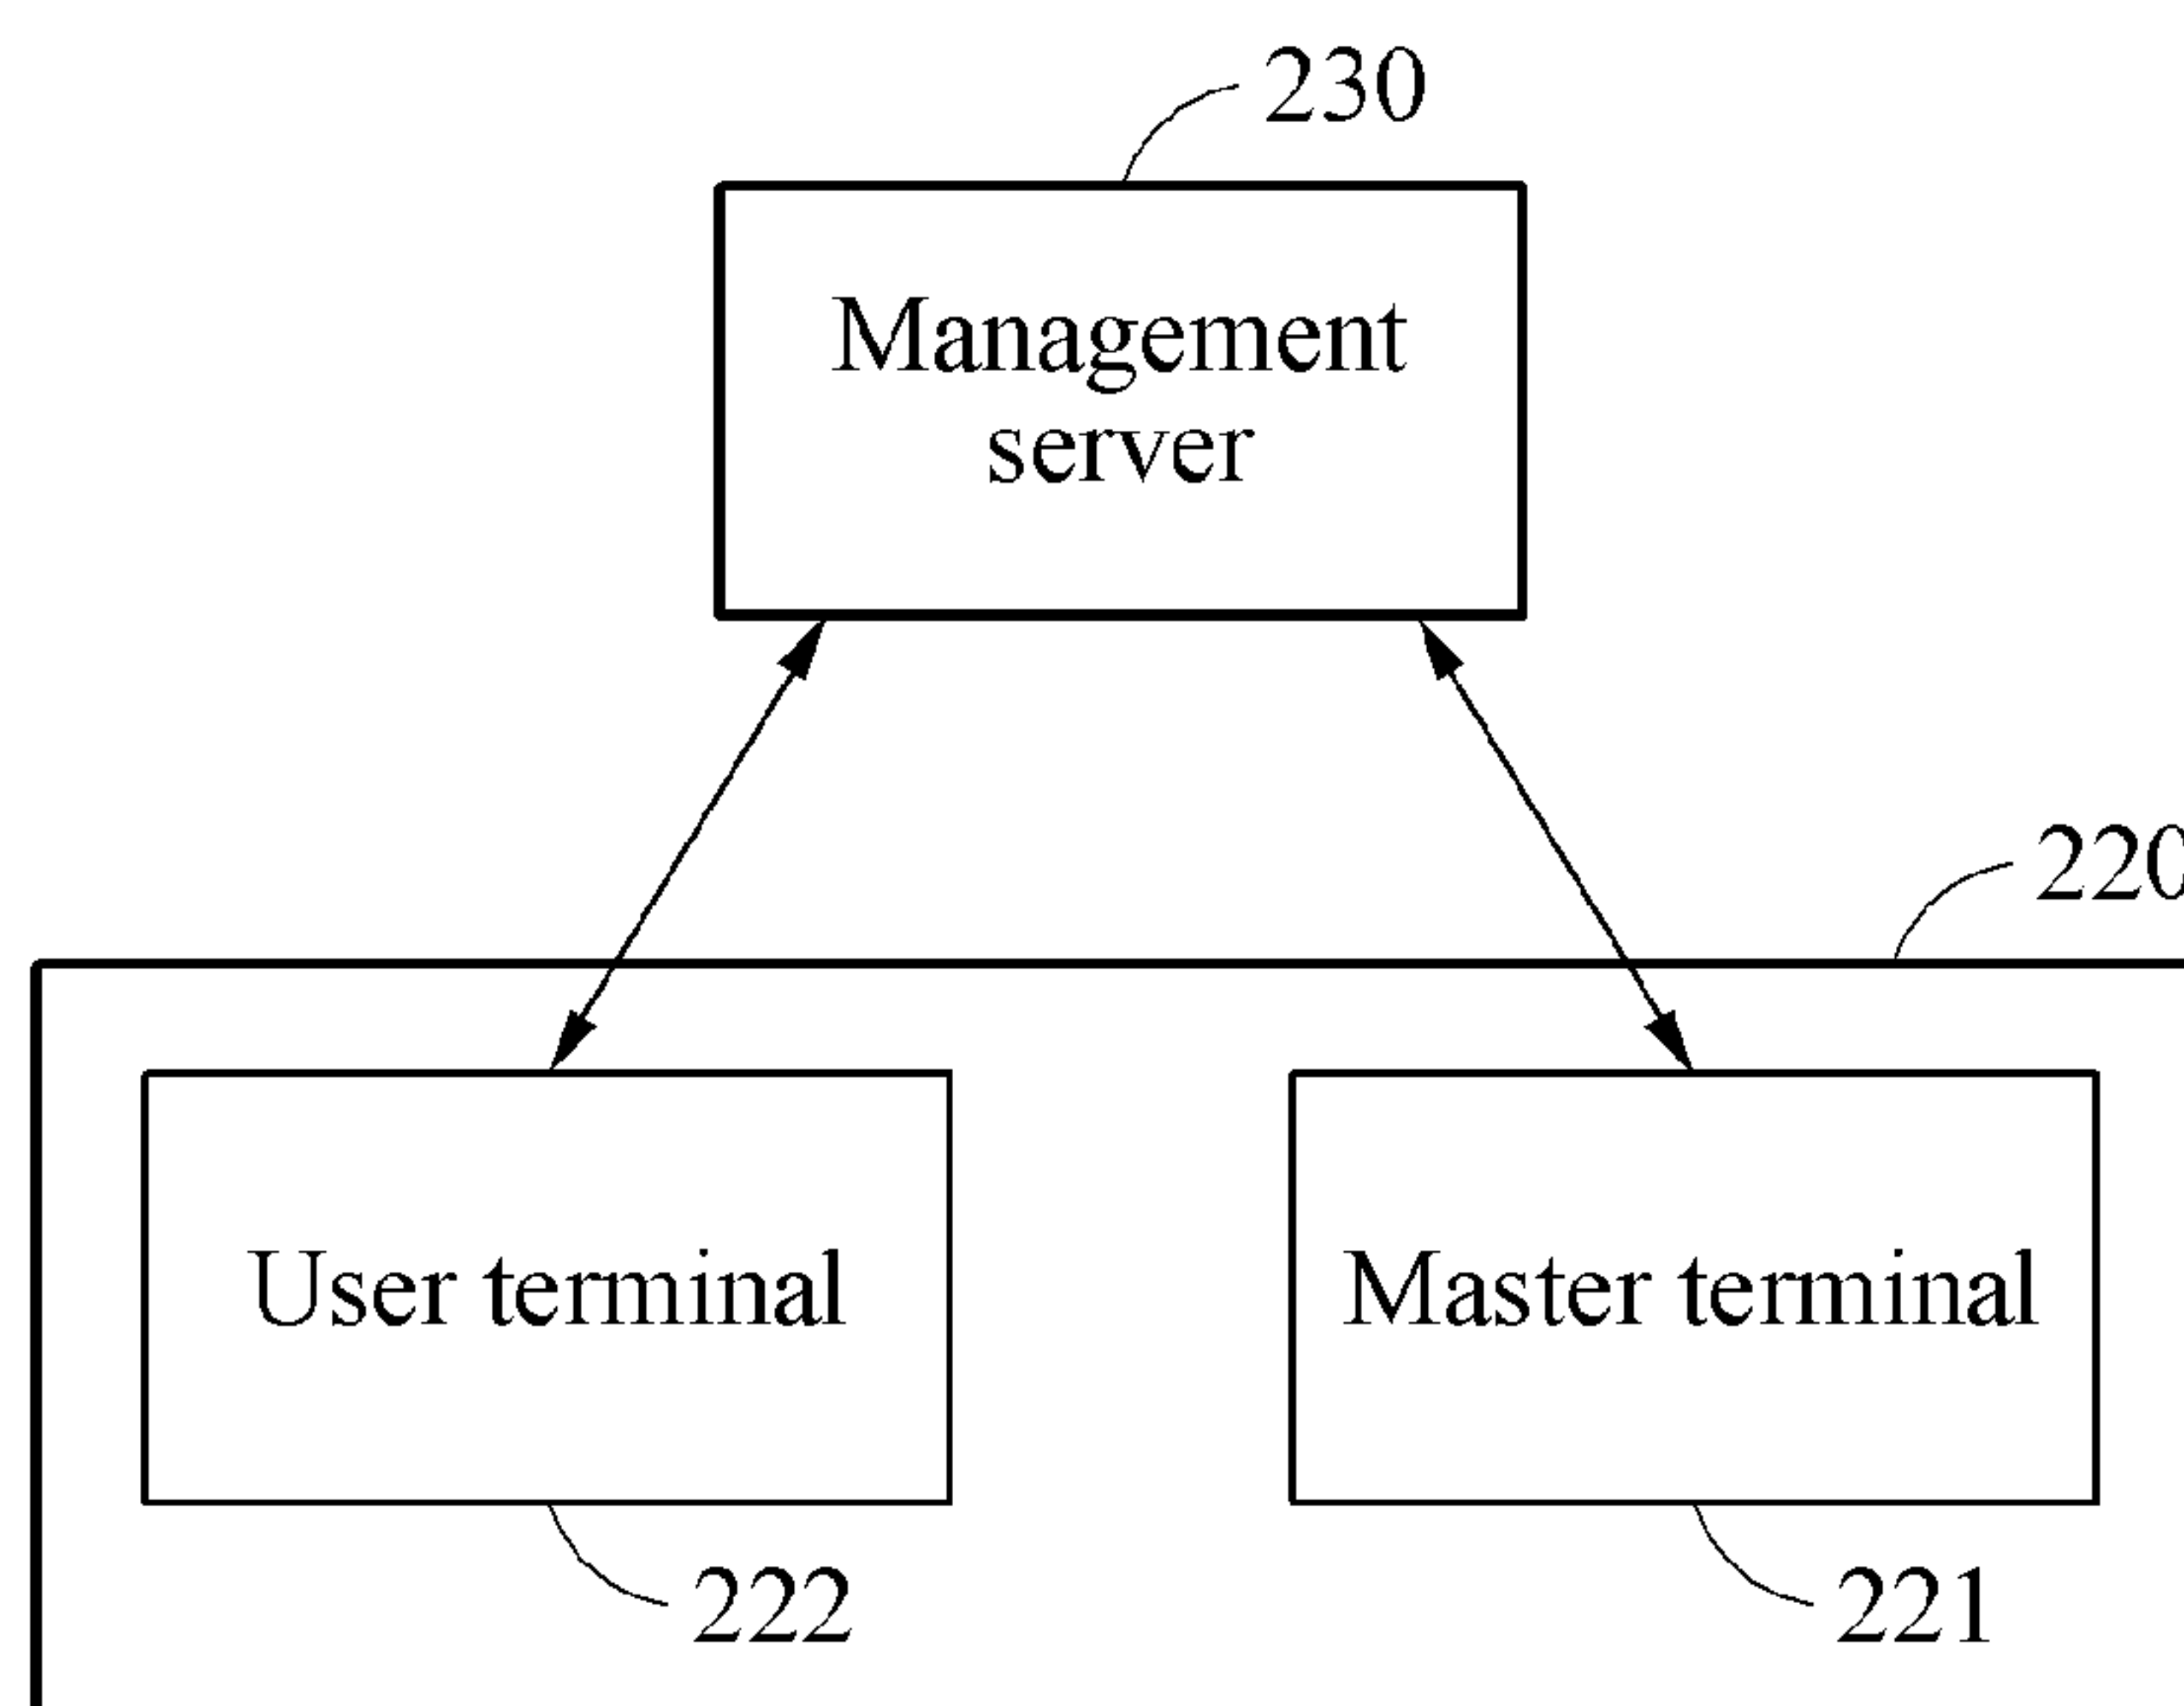 230
Management
server
220
User terminal
Master terminal
222
221